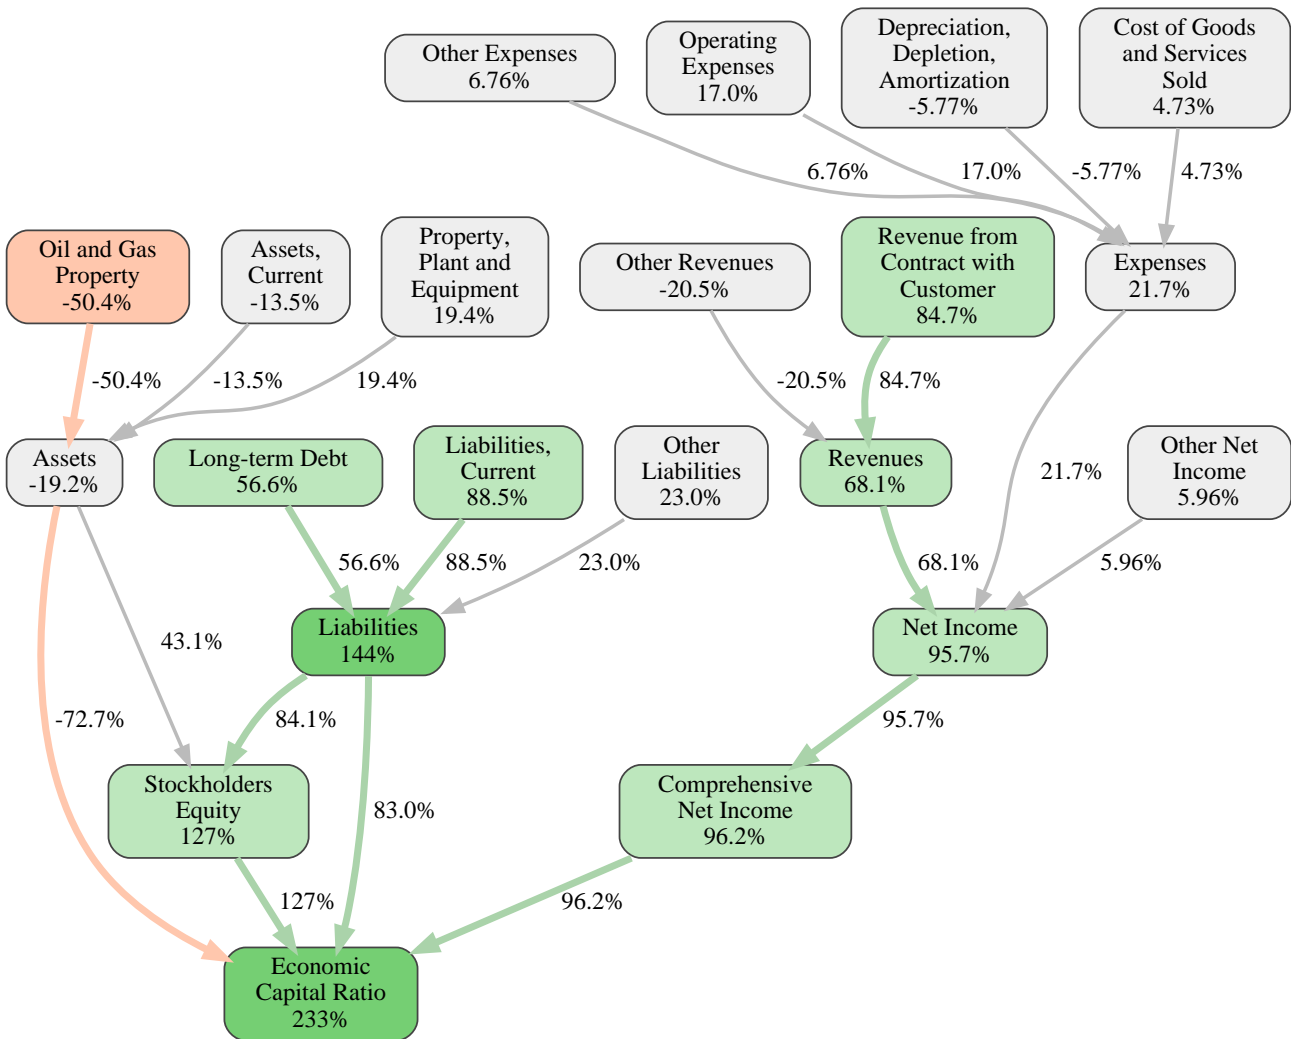 Other Expenses
6.76%
Operating
Expenses
17.0%
Depreciation,
Depletion,
Amortization
-5.77%
Cost of Goods
and Services
Sold
4.73%
6.76%
17.0%
-5.77%
4.73%
Oil and Gas
Property
-50.4%
Assets,
Current
-13.5%
Property,
Plant and
Equipment
19.4%
Other Revenues
-20.5%
Revenue from
Contract with
Customer
84.7%
Expenses
21.7%
-50.4%
-13.5%
19.4%
-20.5%
84.7%
Assets
-19.2%
Long-term Debt
56.6%
Liabilities,
Current
88.5%
Other
Liabilities
23.0%
Revenues
68.1%
21.7%
Other Net
Income
5.96%
56.6%
88.5%
23.0%
68.1%
5.96%
43.1%
Liabilities
144%
Net Income
95.7%
-72.7%
84.1%
95.7%
Stockholders
Equity
127%
83.0%
Comprehensive
Net Income
96.2%
127%
96.2%
Economic
Capital Ratio
233%